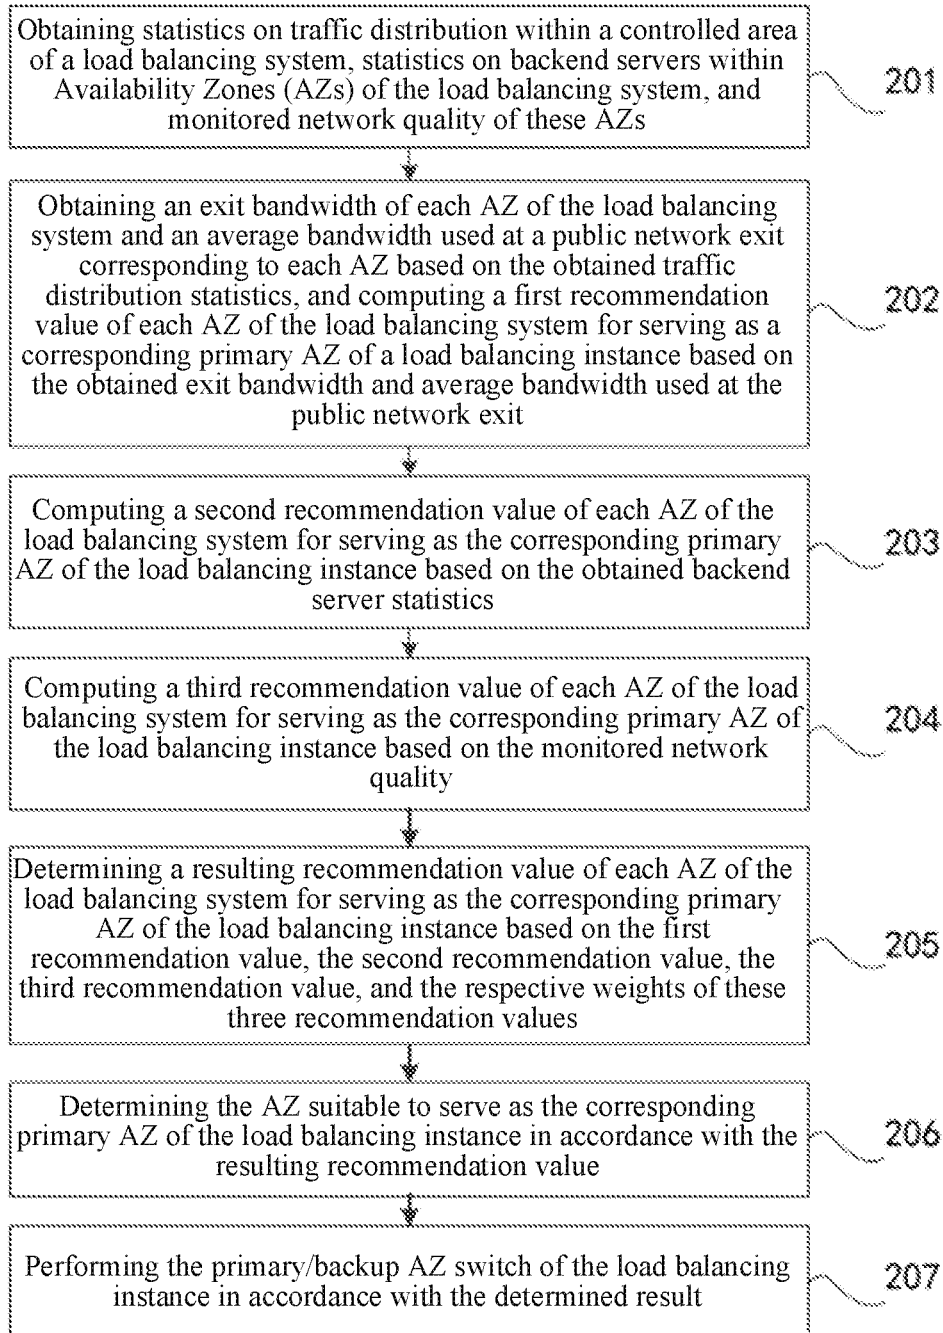 Obtaining statistics on traffic distribution within a controlled area
of a load balancing system, statistics on backend servers within
Availability Zones (AZs) of the load balancing system, and
monitored network quality of these AZs
201
Obtaining an exit bandwidth of each AZ of the load balancing
system and an average bandwidth used at a public network exit
corresponding to each AZ based on the obtained traffic
distribution statistics, and computing a first recommendation
value of each AZ of the load balancing system for serving as a
corresponding primary AZ of a load balancing instance based on
the obtained exit bandwidth and average bandwidth used at the
public network exit
202
Computing a second recommendation value of each AZ of the
load balancing system for serving as the corresponding primary
AZ of the load balancing instance based on the obtained backend
server statistics
203
Computing a third recommendation value of each AZ of the load
balancing system for serving as the corresponding primary AZ of
the load balancing instance based on the monitored network
quality
204
Determining a resulting recommendation value of each AZ of the
load balancing system for serving as the corresponding primary
AZ of the load balancing instance based on the first
recommendation value, the second recommendation value, the
third recommendation value, and the respective weights of these
three recommendation values
205
Determining the AZ suitable to serve as the corresponding
primary AZ of the load balancing instance in accordance with the
resulting recommendation value
206
Performing the primary/backup AZ switch of the load balancing
instance in accordance with the determined result
207